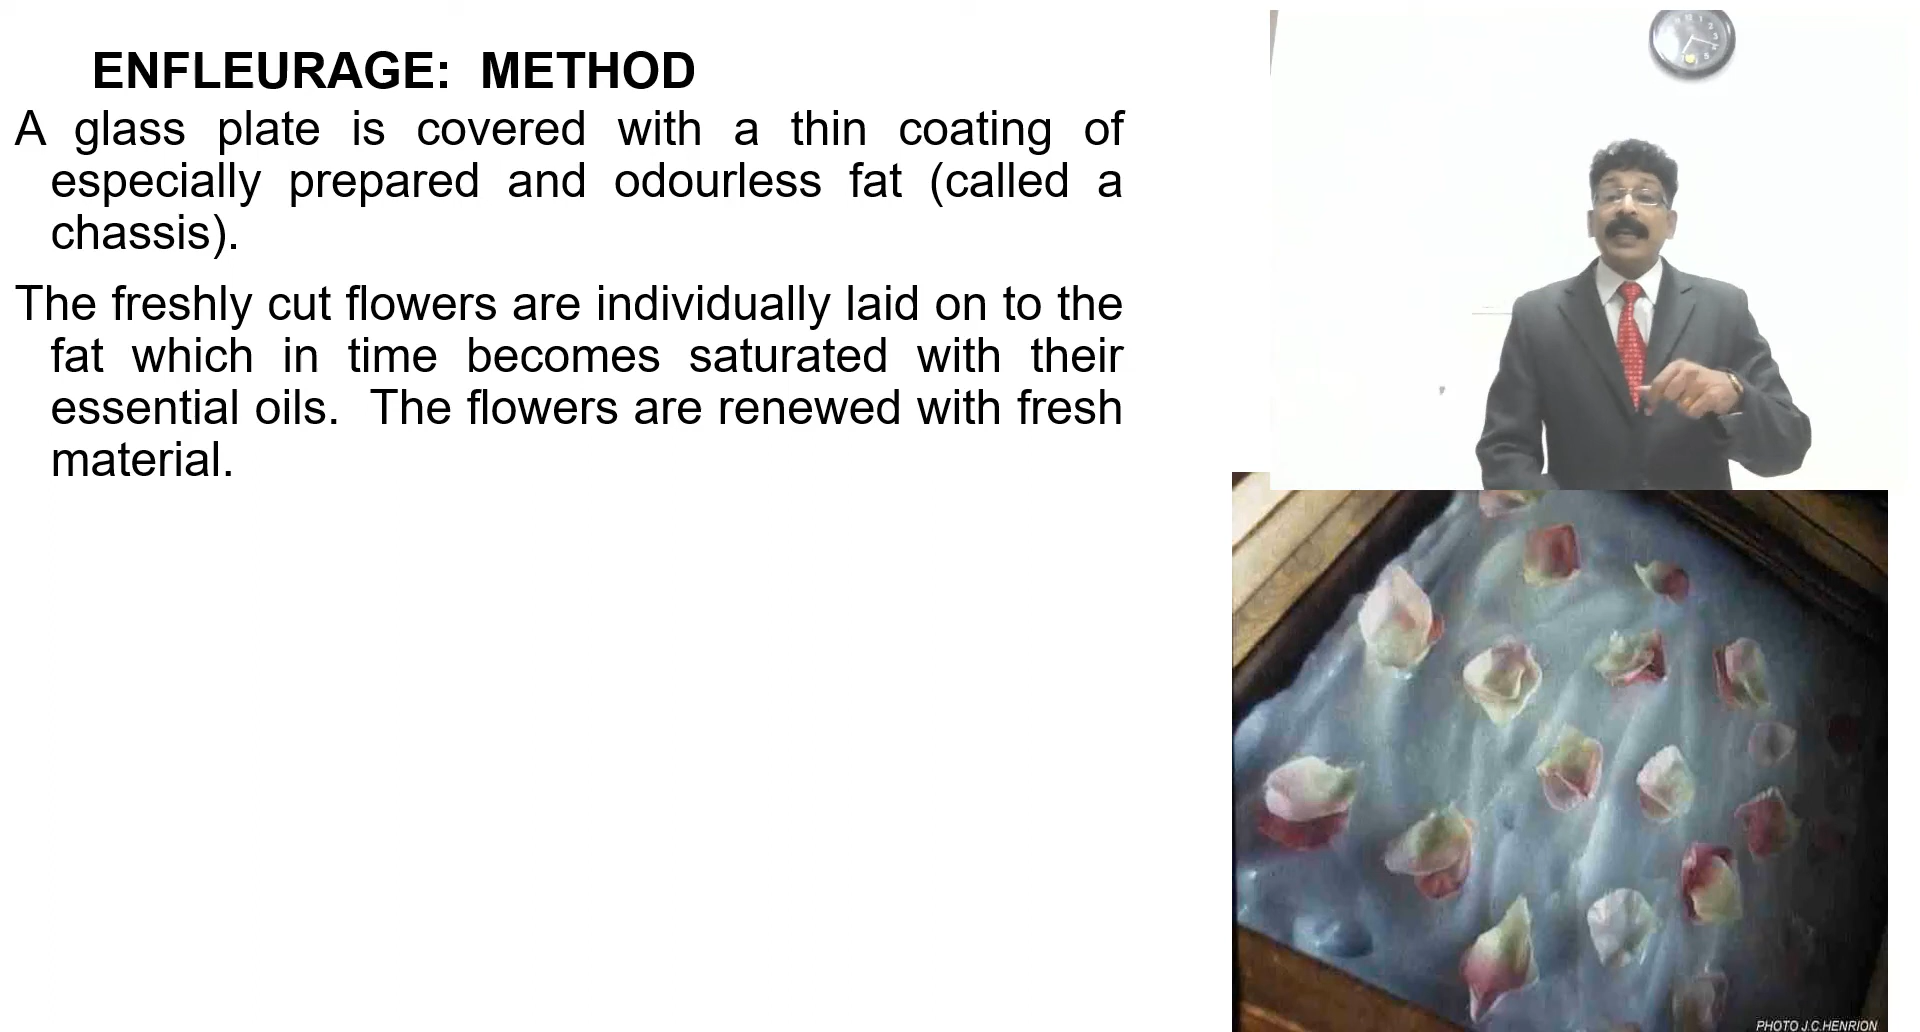 ENFLEURAGE: METHOD
A glass plate is covered with a thin coating of
especially prepared and odourless fat (called a
chassis).
The freshly cut flowers are individually laid on to the
fat which in time becomes saturated with their
essential oils. The flowers are renewed with fresh
material.
PHOTO J.C.HENRION